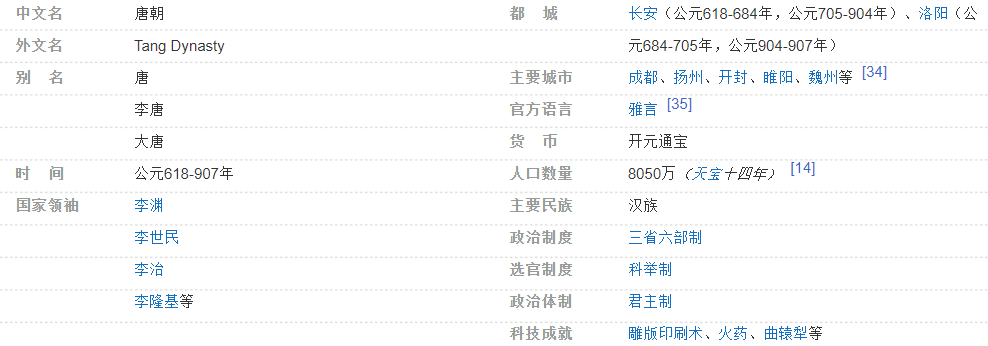 中文名 唐朝
外文名 Tang Dynasty
别 名 唐
李唐
大唐
时 间 公元618-907年
国家领袖 李渊
李世民
李治
李隆基等
都 城 长安（公元618-684年，公元705-904年）、洛阳（公
元684-705年，公元904-907年）
主要城市 成都、扬州、开封、睢阳、魏州等 [34]
官方语言 雅言 [35]
货 币 开元通宝
人口数量 8050万（天宝十四年） [14]
主要民族 汉族
政治制度 三省六部制
选官制度 科举制
政治体制 君主制
科技成就 雕版印刷术、火药、曲辕犁等